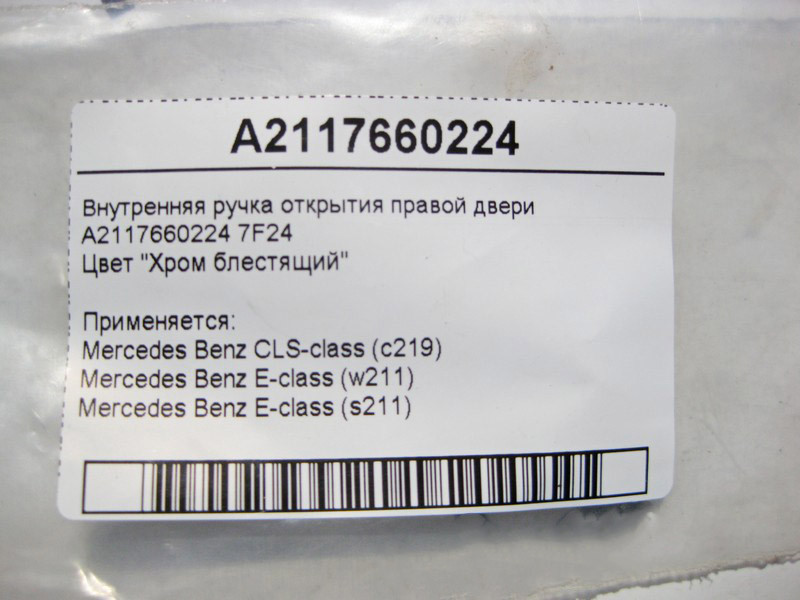 A2117660224
Внутренняя ручка открытия правой двери
A2117660224 7F24
Цвет "Хром блестящий"
Применяется:
Mercedes Benz CLS-class (c219)
Mercedes Benz E-class (w211)
Mercedes Benz E-class (s211)